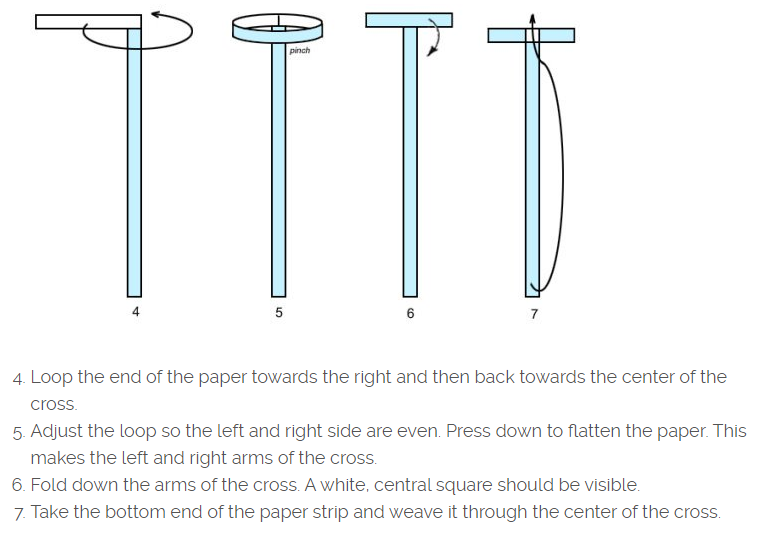 pinch
4 5 6 7
4. Loop the end of the paper towards the right and then back towards the center of the
cross.
5. Adjust the loop so the left and right side are even. Press down to flatten the paper. This
makes the left and right arms of the cross.
6. Fold down the arms of the cross. A white, central square should be visible.
7. Take the bottom end of the paper strip and weave it through the center of the cross.